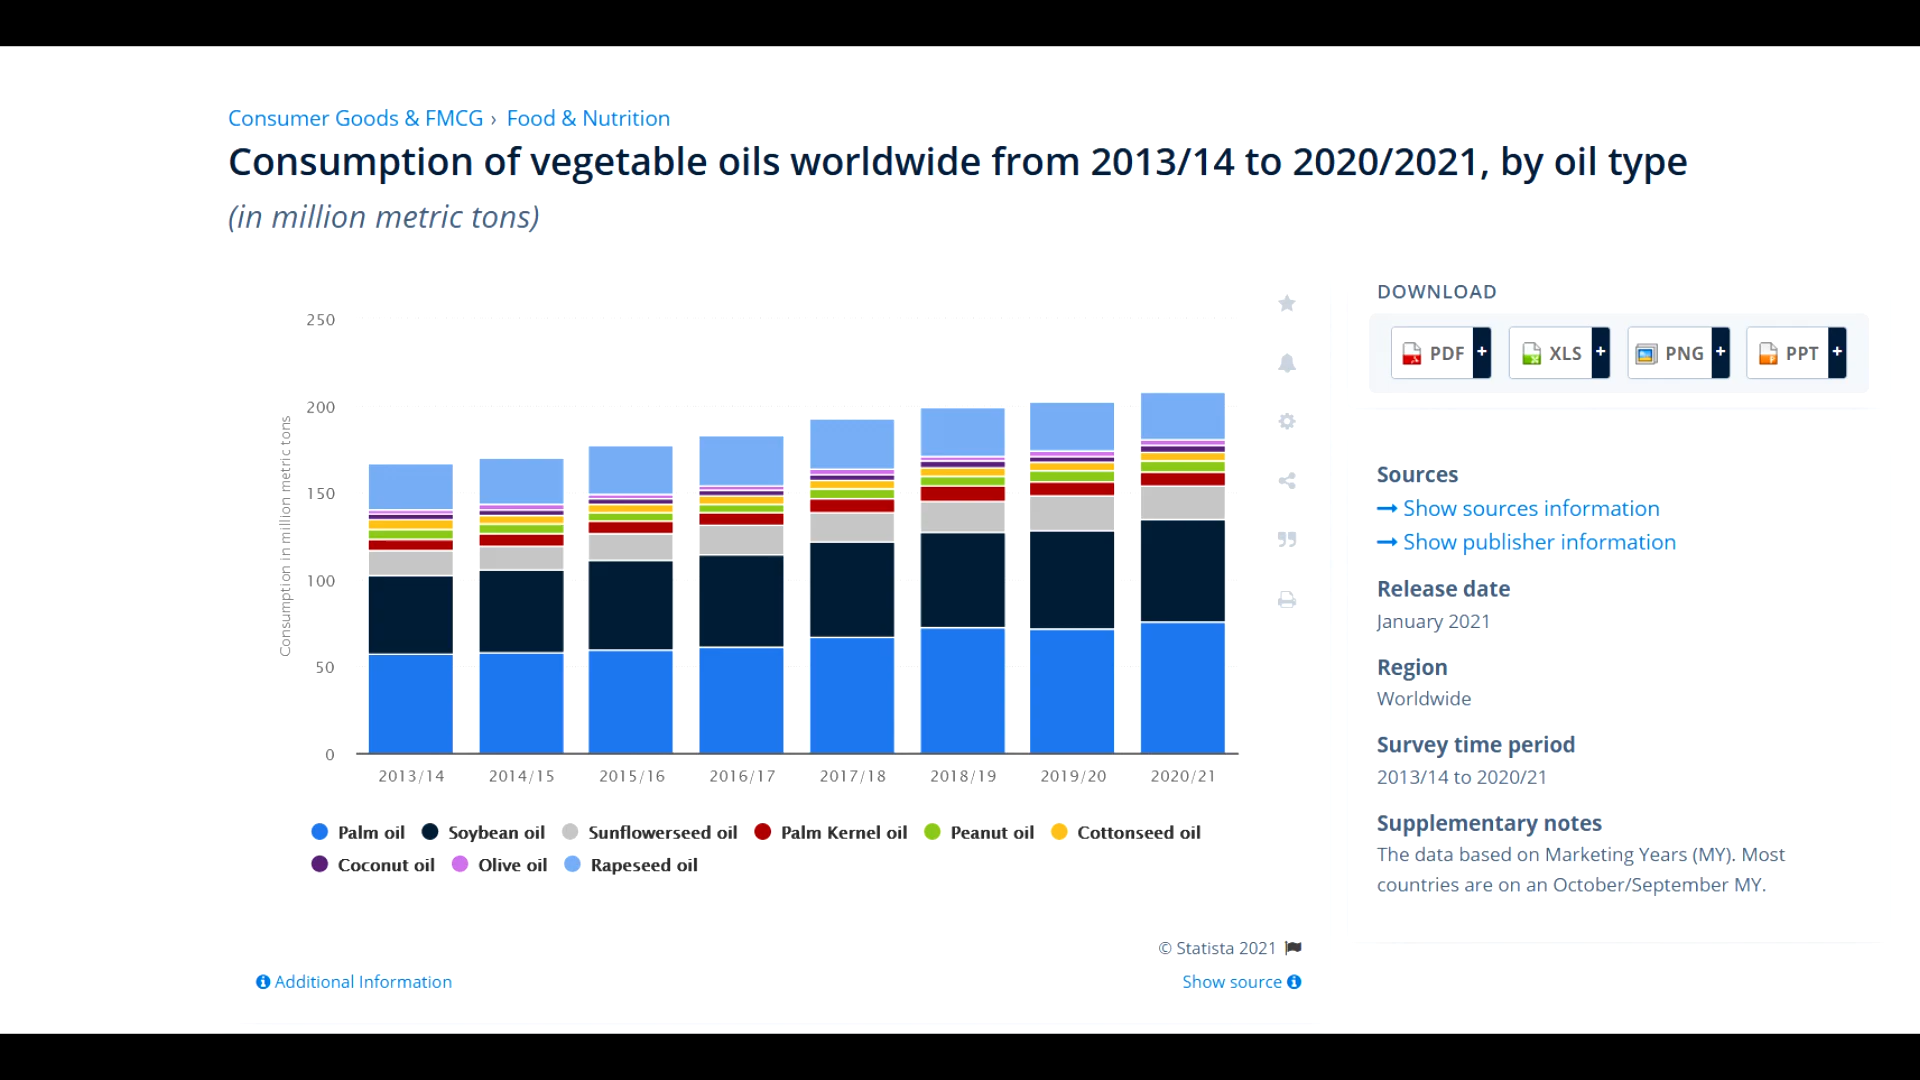 Consumer Goods & FMCG › Food & Nutrition
Consumption of vegetable oils worldwide from 2013/14 to 2020/2021, by oil type
(in million metric tons)
Consumption in million metric tons
250
200
150
100
50
0
2013/14 2014/15 2015/16 2016/17 2017/18 2018/19 2019/20 2020/21
Palm oil Soybean oil Sunflowerseed oil Palm Kernel oil Peanut oil Cottonseed oil
Coconut oil Olive oil Rapeseed oil
© Statista 2021
Additional Information
Show source
DOWNLOAD
PDF + XLS + PNG + PPT +
Sources
Show sources information
Show publisher information
Release date
January 2021
Region
Worldwide
Survey time period
2013/14 to 2020/21
Supplementary notes
The data based on Marketing Years (MY). Most
countries are on an October/September MY.